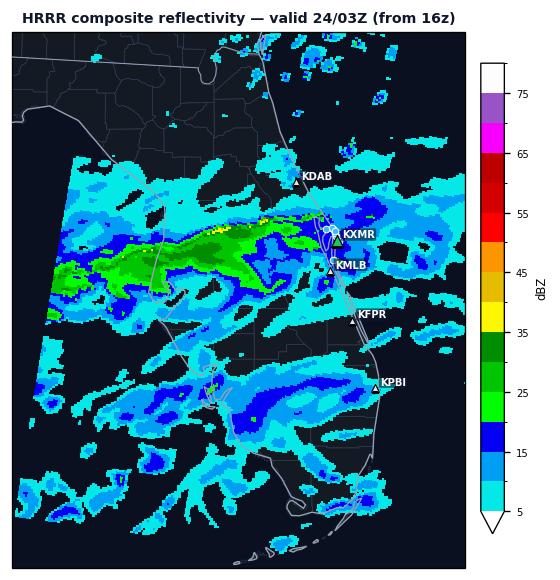 HRRR composite reflectivity — valid 24/03Z (from 16z)
KDAB
KXMR
KMLB
KFPR
KPBI
75
65
55
45
35
25
15
5
dBZ